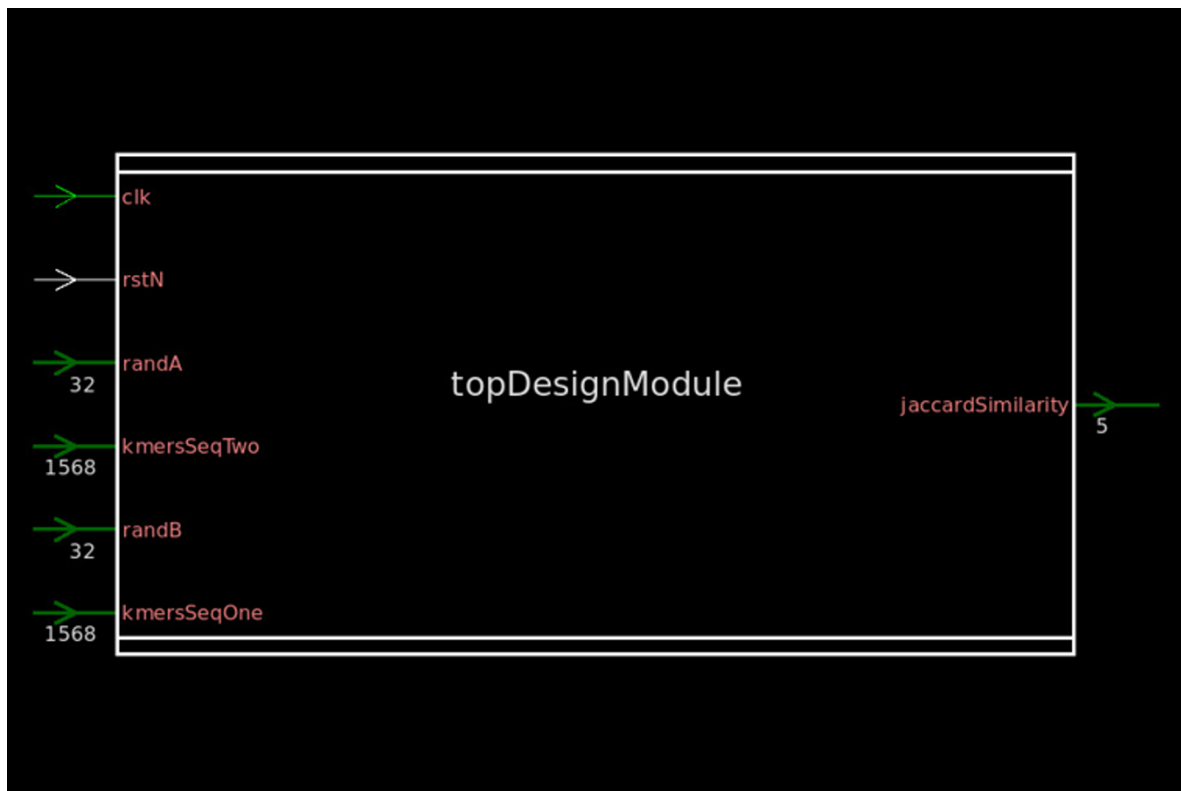 clk
rstN
randA
32
topDesignModule
jaccardSimilarity
5
kmersSeqTwo
1568
randB
32
kmersSeqOne
1568